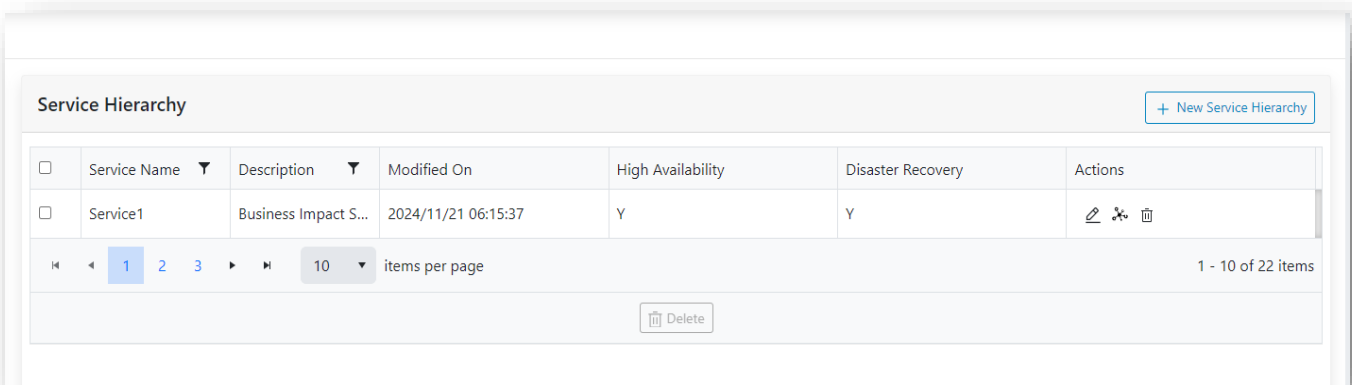 Service Hierarchy
+ New Service Hierarchy
Service Name Description Modified On High Availability Disaster Recovery Actions
Service1 Business Impact S... 2024/11/21 06:15:37 Y Y
1 2 3 10 items per page 1 - 10 of 22 items
Delete